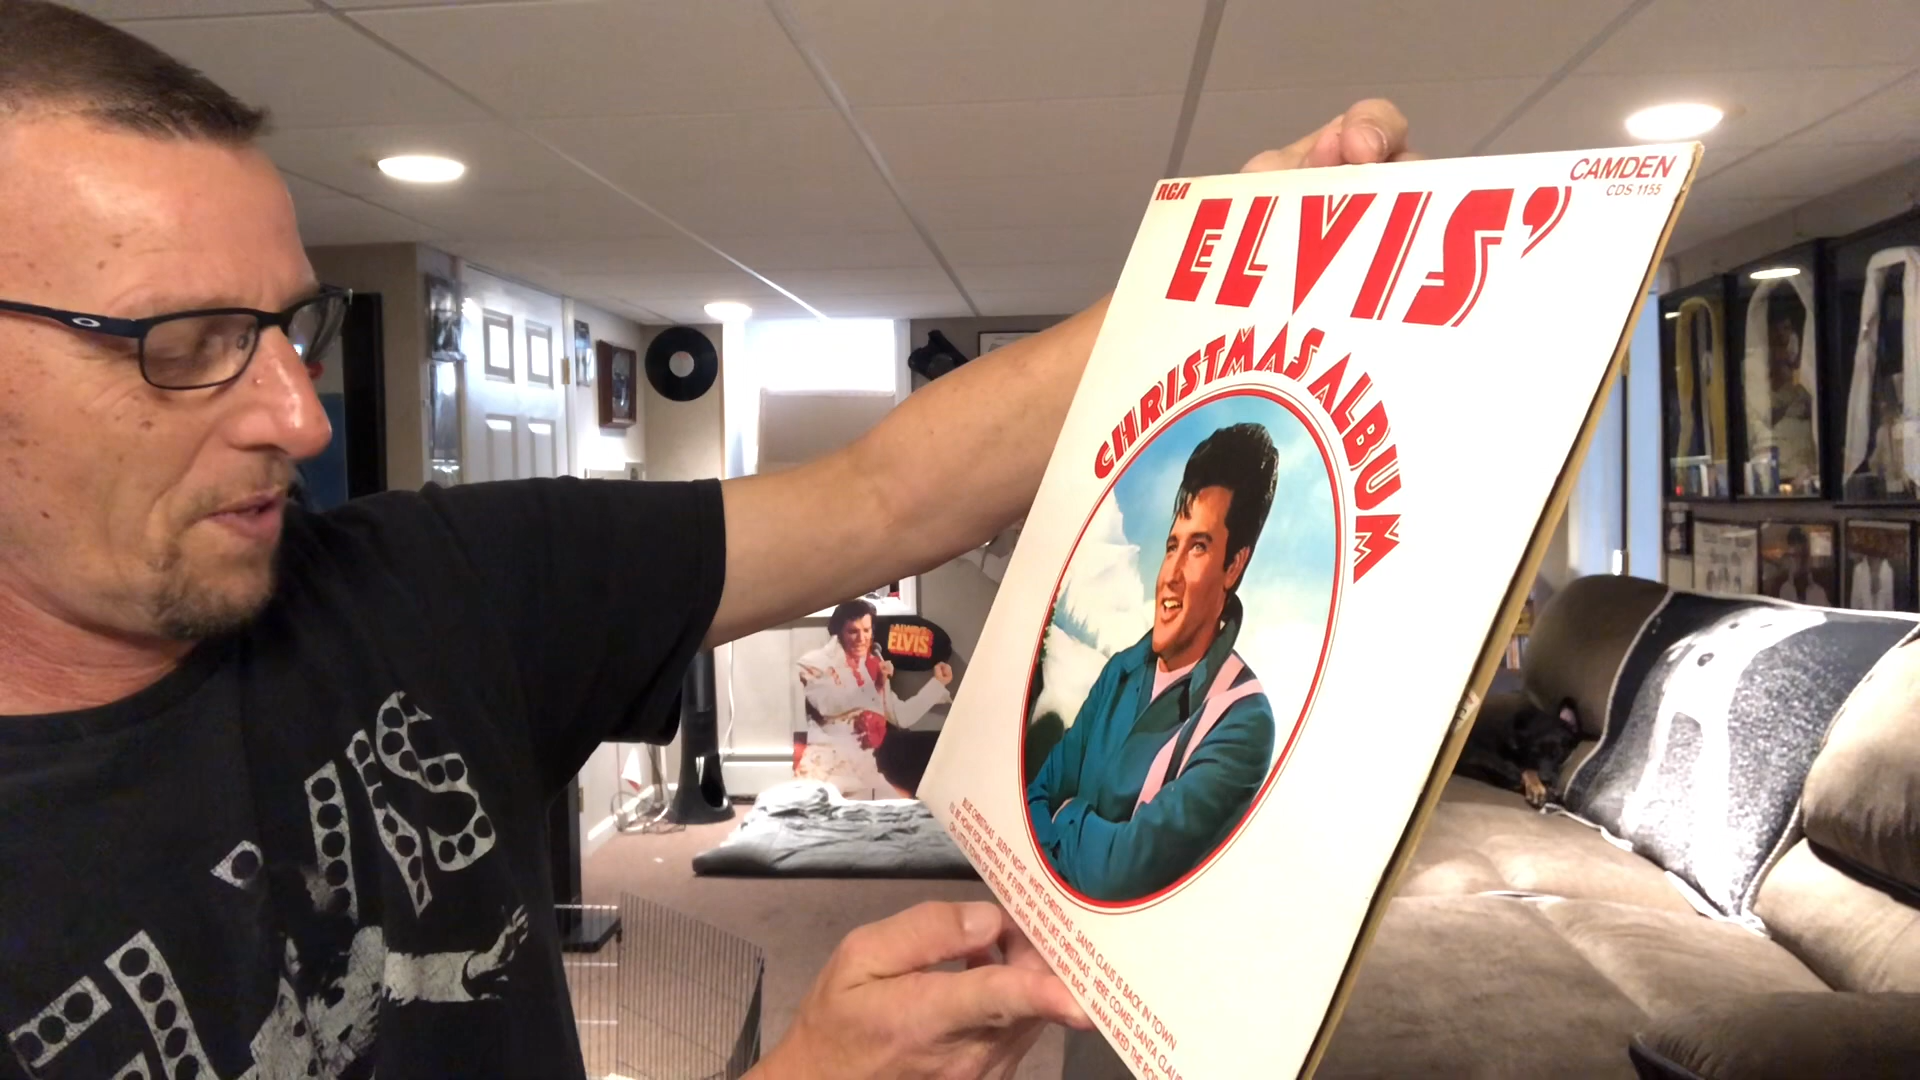 RCA
CAMDEN
CDS 1155
ELVIS'
CHRISTMAS ALBUM
BLUE CHRISTMAS · SILENT NIGHT · WHITE CHRISTMAS · SANTA CLAUS IS BACK IN TOWN
I'LL BE HOME FOR CHRISTMAS · IF EVERY DAY WAS LIKE CHRISTMAS · HERE COMES SANTA CLAUS
OH LITTLE TOWN OF BETHLEHEM · SANTA, BRING MY BABY BACK · MAMA LIKED THE ROS
ELVIS
ELVIS